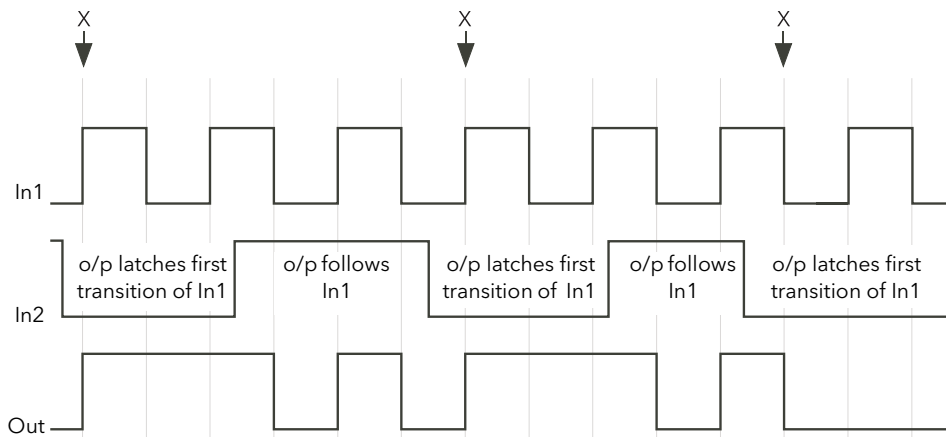 X X X
In1
o/p latches first
transition of In1
o/p follows
In1
o/p latches first
transition of In1
o/p follows
In1
o/p latches first
transition of In1
In2
Out